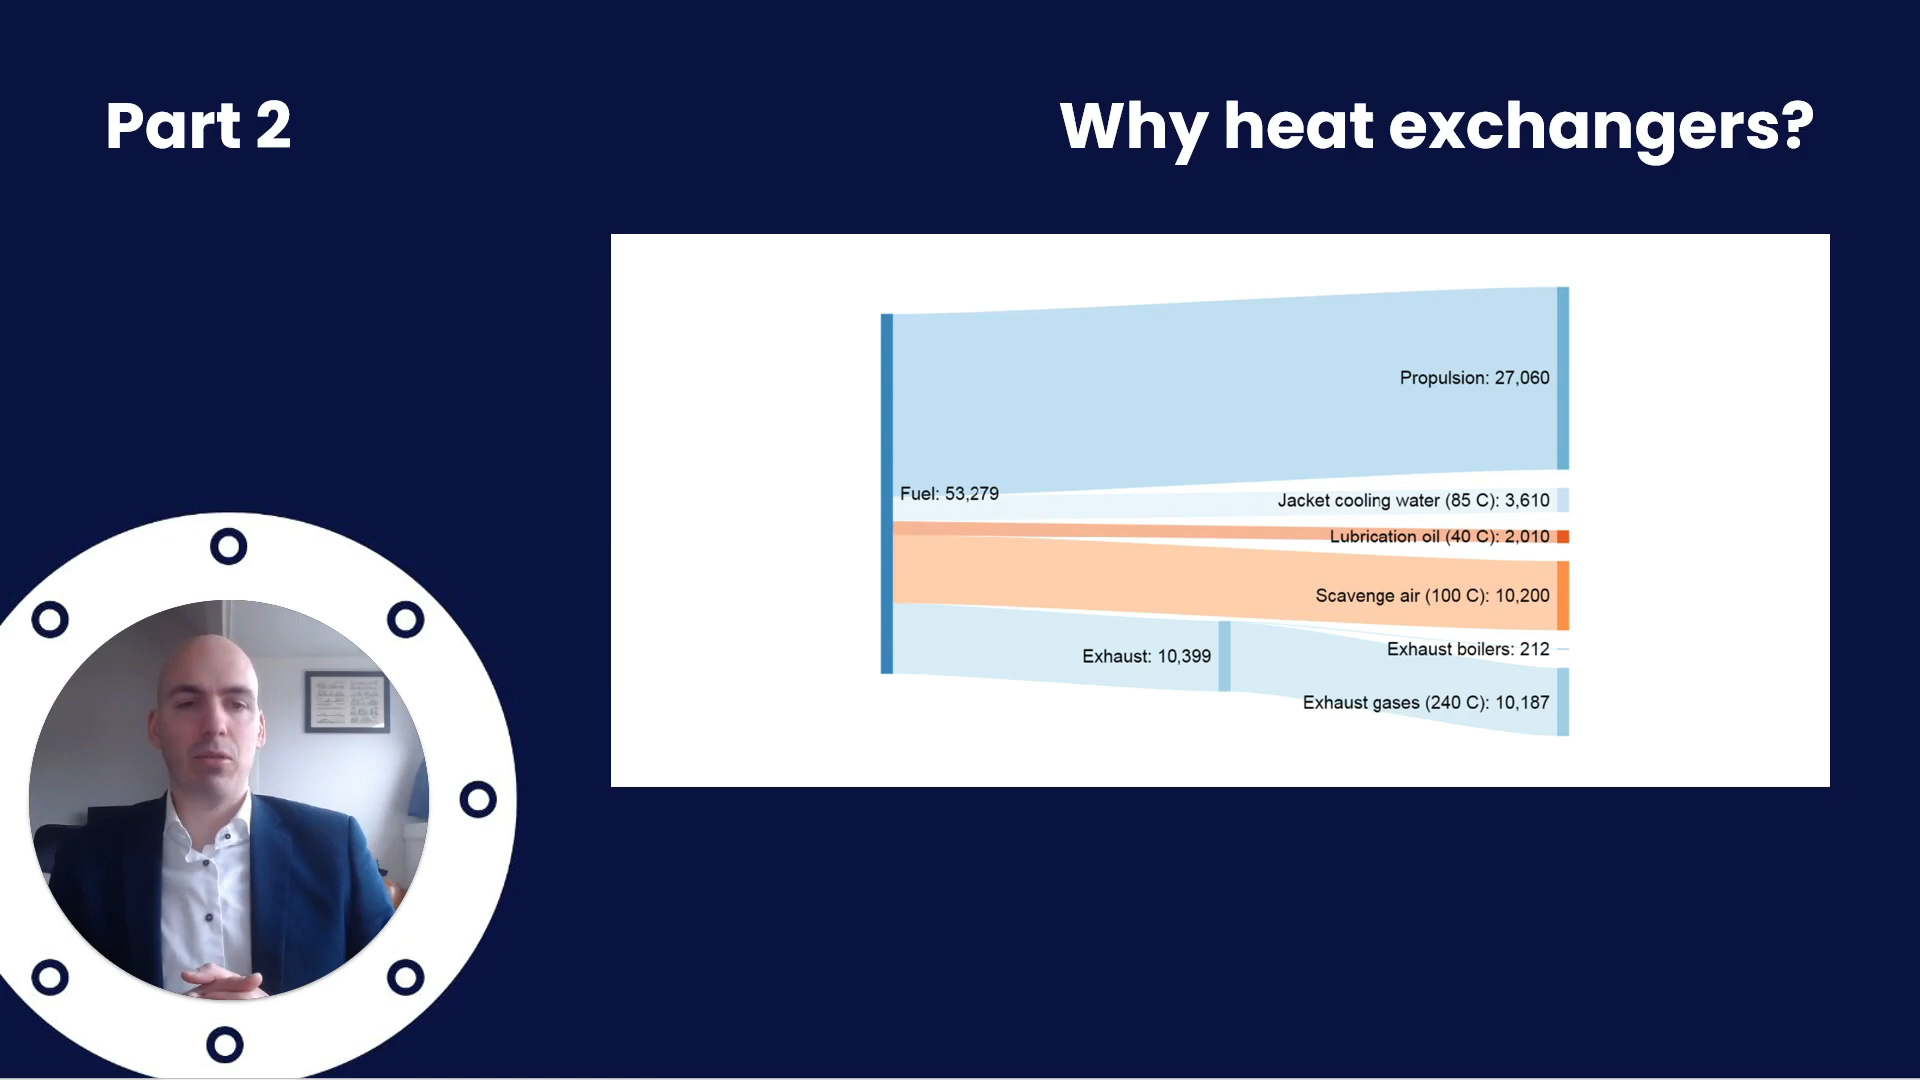 Part 2
Why heat exchangers?
Propulsion: 27,060
Fuel: 53,279
Jacket cooling water (85 C): 3,610
Lubrication oil (40 C): 2,010
Scavenge air (100 C): 10,200
Exhaust boilers: 212
Exhaust: 10,399
Exhaust gases (240 C): 10,187